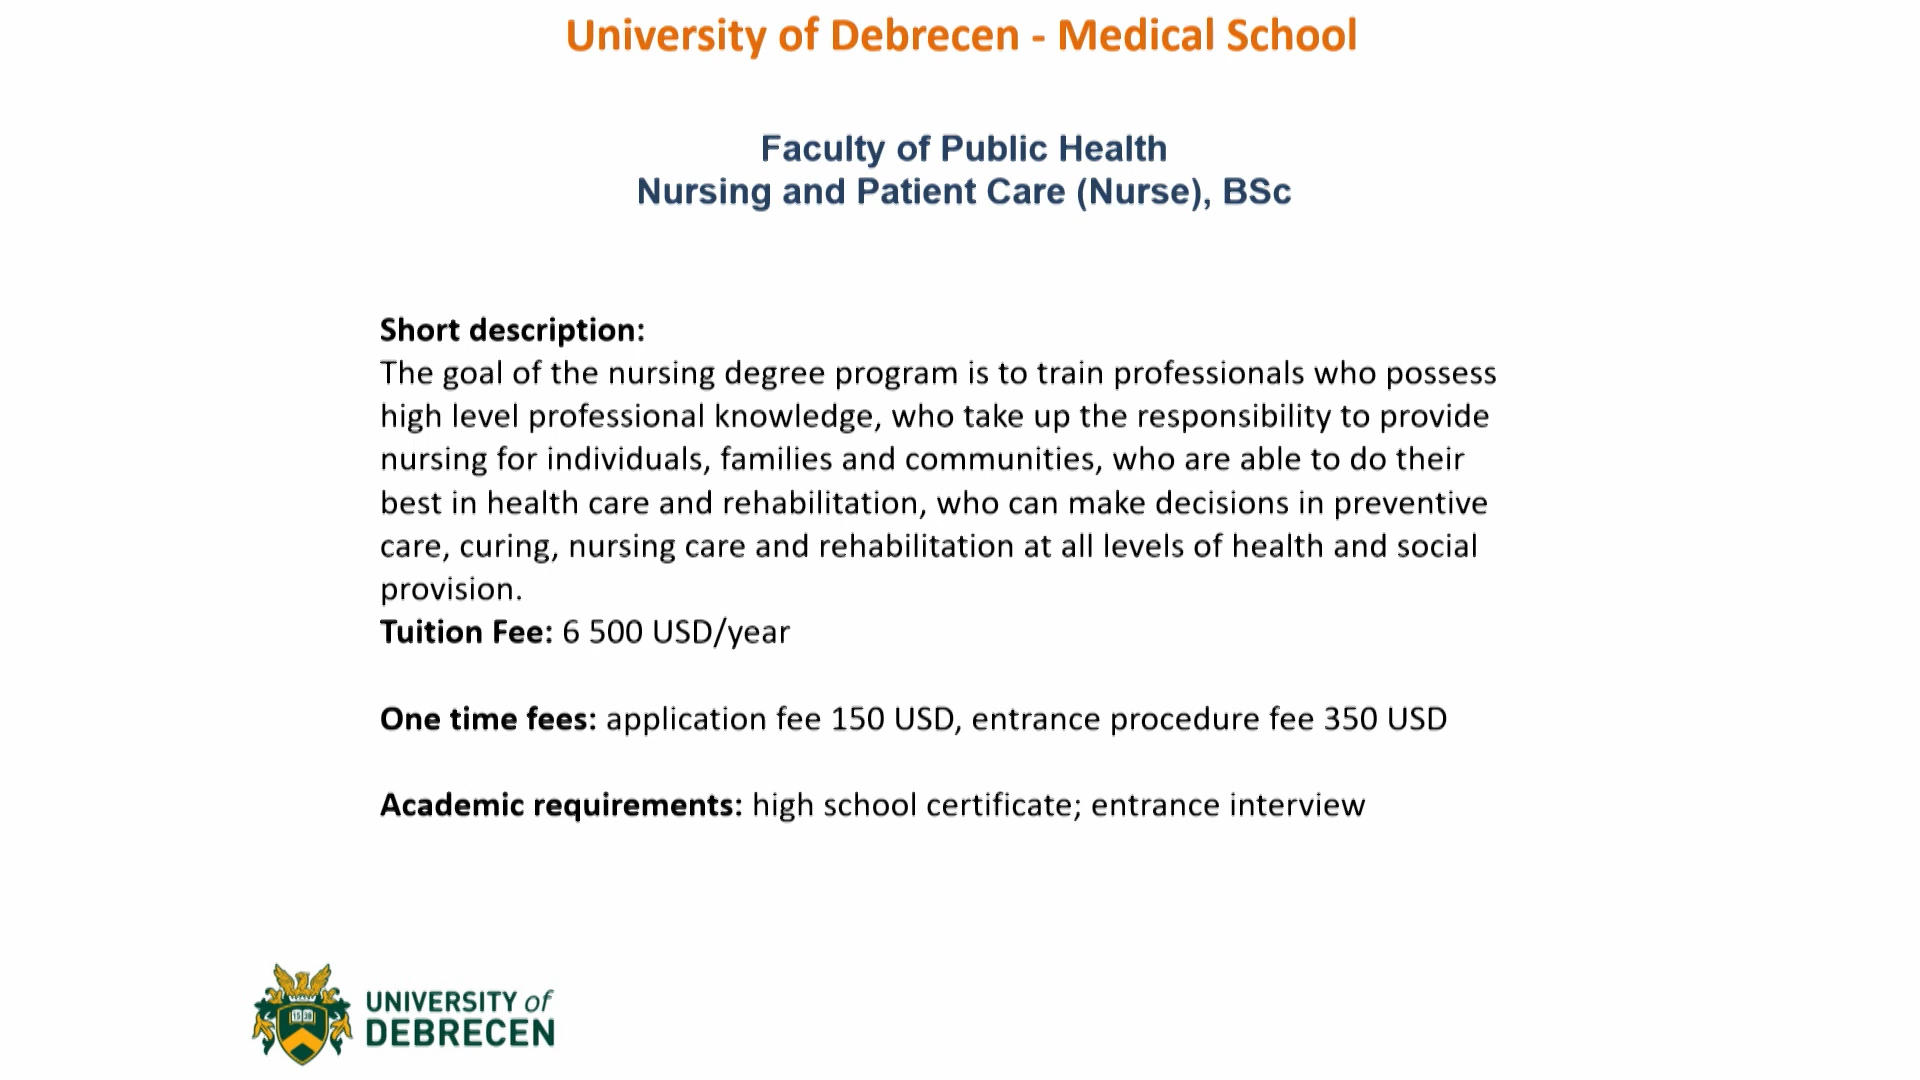 University of Debrecen - Medical School
Faculty of Public Health
Nursing and Patient Care (Nurse), BSc
Short description:
The goal of the nursing degree program is to train professionals who possess
high level professional knowledge, who take up the responsibility to provide
nursing for individuals, families and communities, who are able to do their
best in health care and rehabilitation, who can make decisions in preventive
care, curing, nursing care and rehabilitation at all levels of health and social
provision.
Tuition Fee: 6 500 USD/year
One time fees: application fee 150 USD, entrance procedure fee 350 USD
Academic requirements: high school certificate; entrance interview
UNIVERSITY of
DEBRECEN